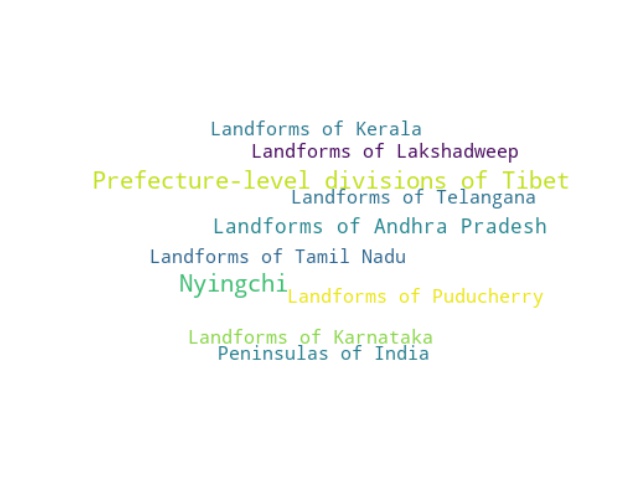 Landforms of Kerala
Landforms of Lakshadweep
Prefecture-level divisions of Tibet
Landforms of Telangana
Landforms of Andhra Pradesh
Landforms of Tamil Nadu
Nyingchi
Landforms of Puducherry
Landforms of Karnataka
Peninsulas of India